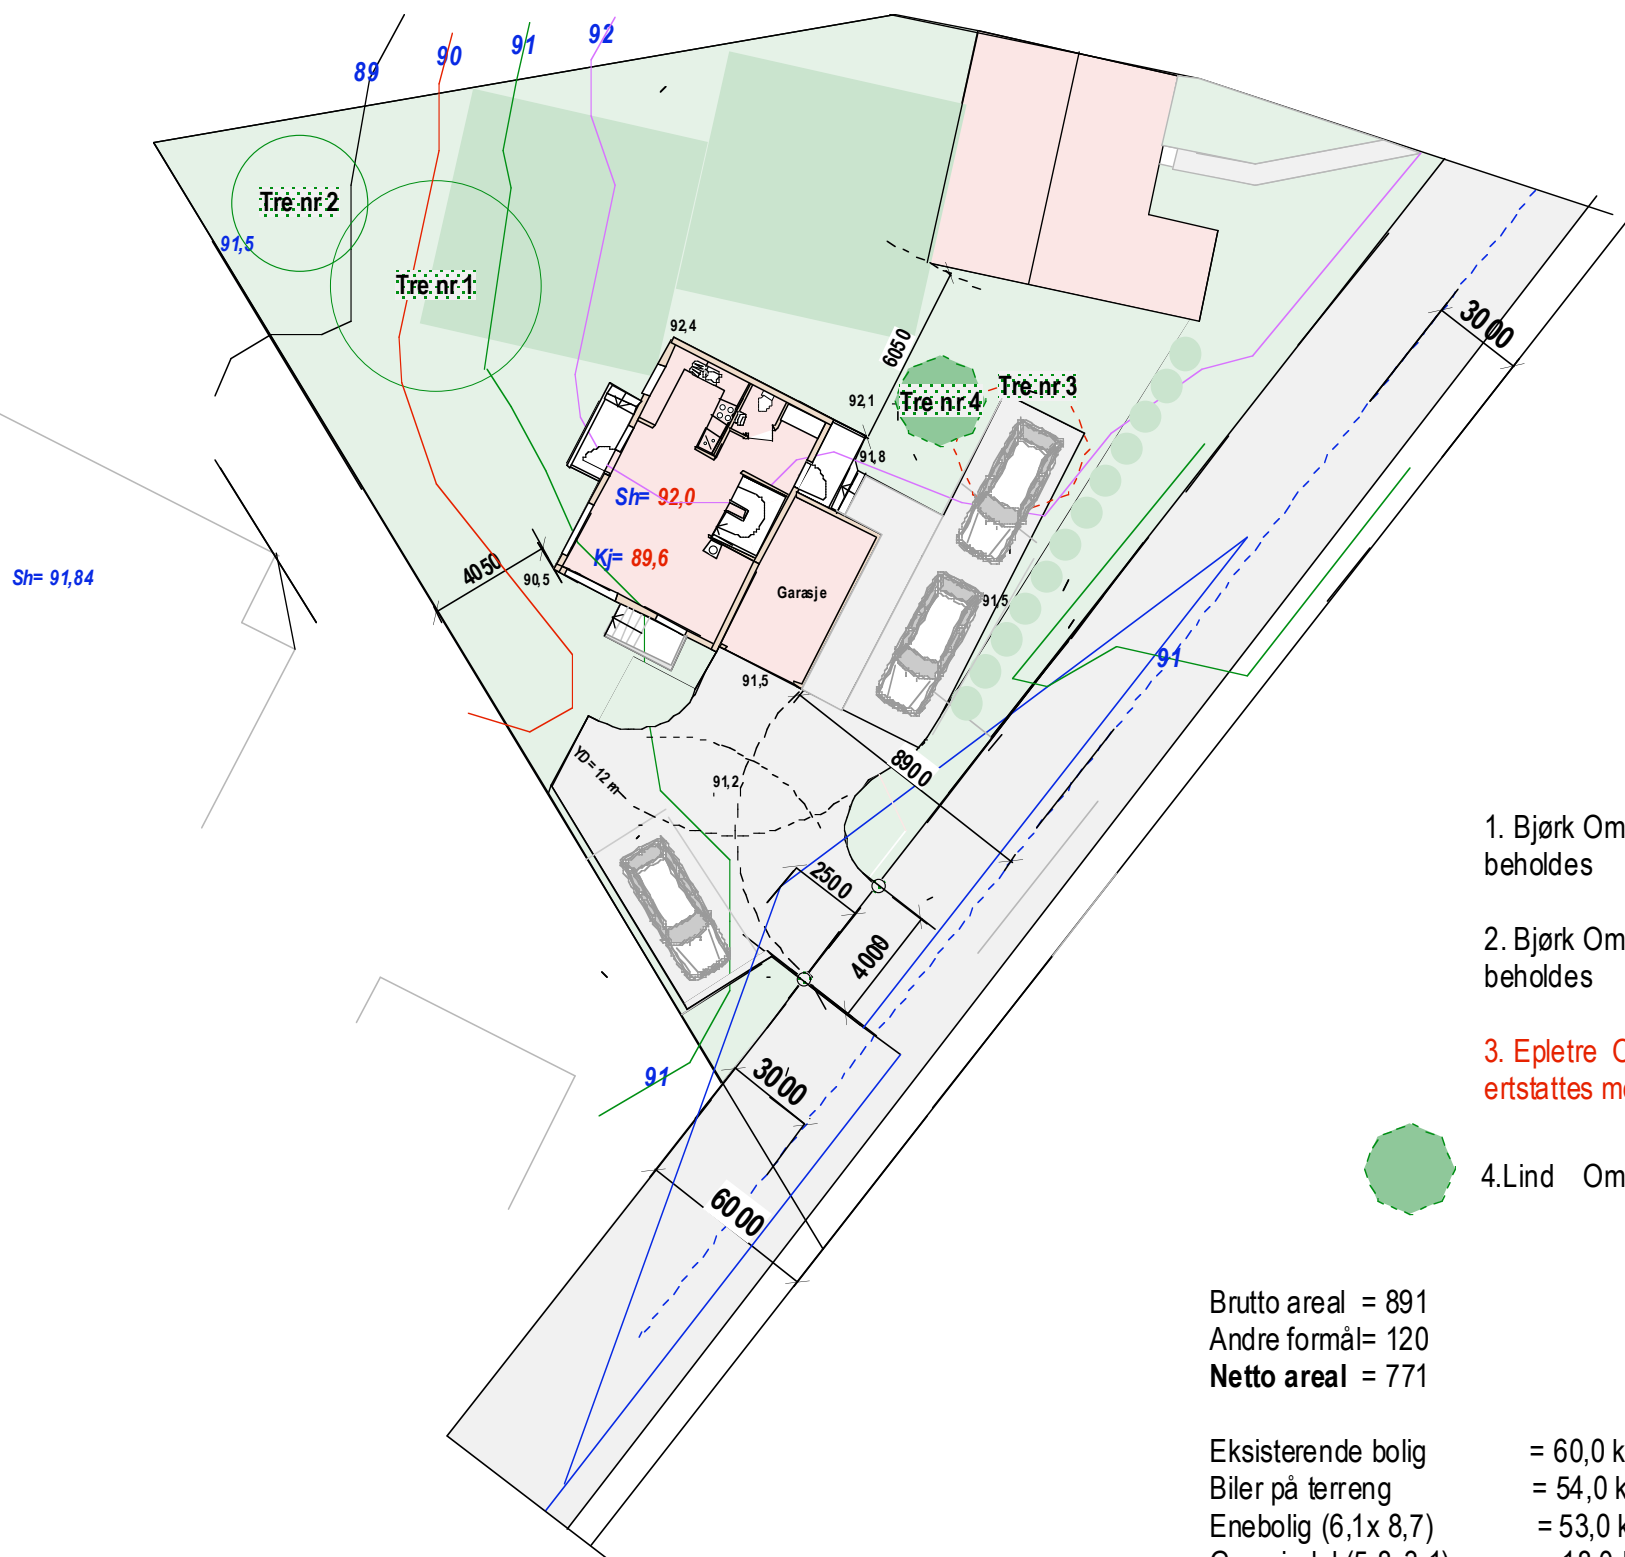 89
90
91
92
Tre nr 2
91,5
Tre nr 1
92,4
6050
3000
Tre nr 3
Tre nr 4
92,1
91,8
Sh= 92,0
Kj= 89,6
Sh= 91,84
4050
90,5
Garasje
91,5
91
91,5
8900
YD= 12 m
91,2
2500
4000
91
3000
6000
1. Bjørk Om
beholdes
2. Bjørk Om
beholdes
3. Epletre
ertstattes
4.Lind Om
Brutto areal = 891
Andre formål= 120
Netto areal = 771
Eksisterende bolig = 60,0 k
Biler på terreng = 54,0 k
Enebolig (6,1x 8,7) = 53,0 k